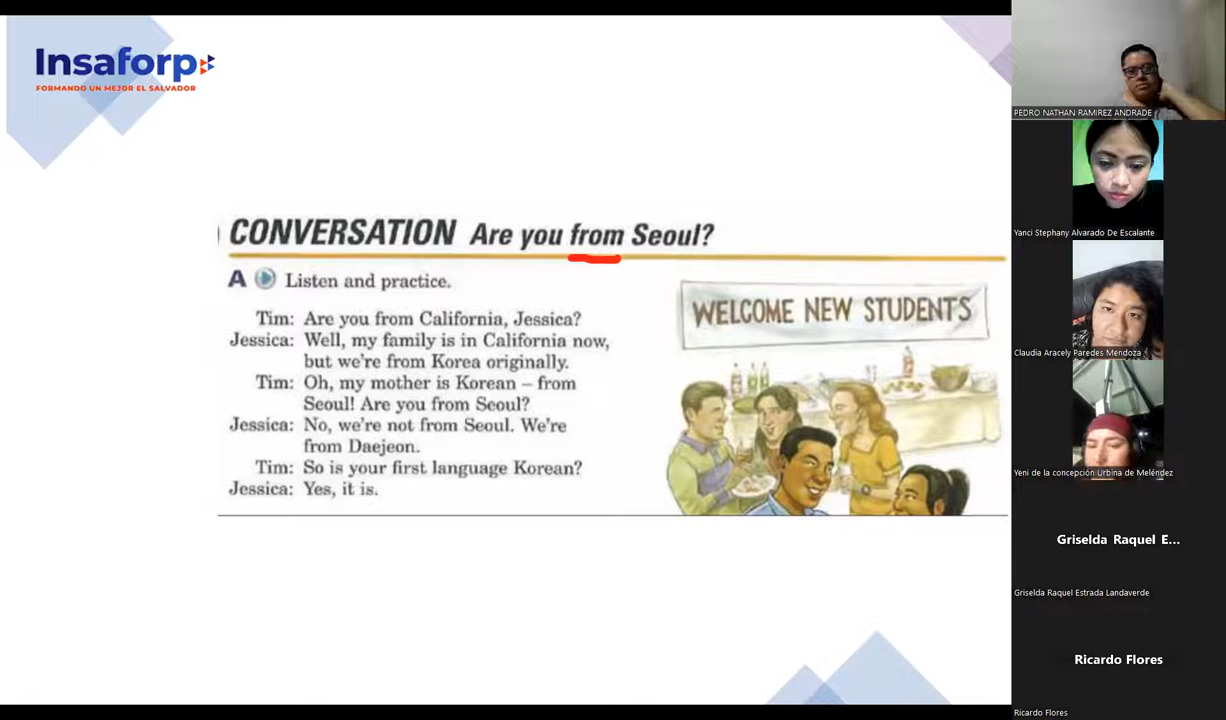 Insaforp
FORMANDO UN MEJOR EL SALVADOR
CONVERSATION Are you from Seoul?
A Listen and practice.
Tim: Are you from California, Jessica?
Jessica: Well, my family is in California now,
but we're from Korea originally.
Tim: Oh, my mother is Korean – from
Seoul! Are you from Seoul?
Jessica: No, we're not from Seoul. We're
from Daejeon.
Tim: So is your first language Korean?
Jessica: Yes, it is.
WELCOME NEW STUDENTS
PEDRO NATHAN RAMIREZ ANDRADE
Yanci Stephany Alvarado De Escalante
Claudia Aracely Paredes Mendoza
Yeni de la concepción Urbina de Meléndez
Griselda Raquel E...
Griselda Raquel Estrada Landaverde
Ricardo Flores
Ricardo Flores